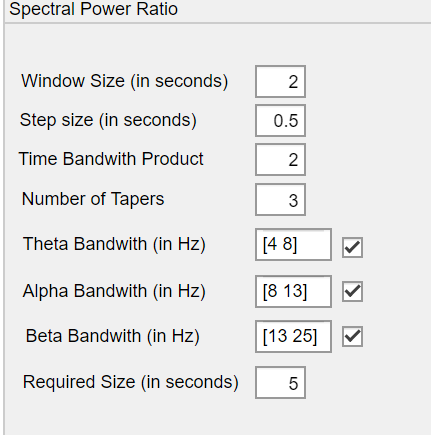 Spectral Power Ratio
Window Size (in seconds) 2
Step size (in seconds) 0.5
Time Bandwith Product 2
Number of Tapers 3
Theta Bandwith (in Hz) [4 8]
Alpha Bandwith (in Hz) [8 13]
Beta Bandwith (in Hz) [13 25]
Required Size (in seconds) 5